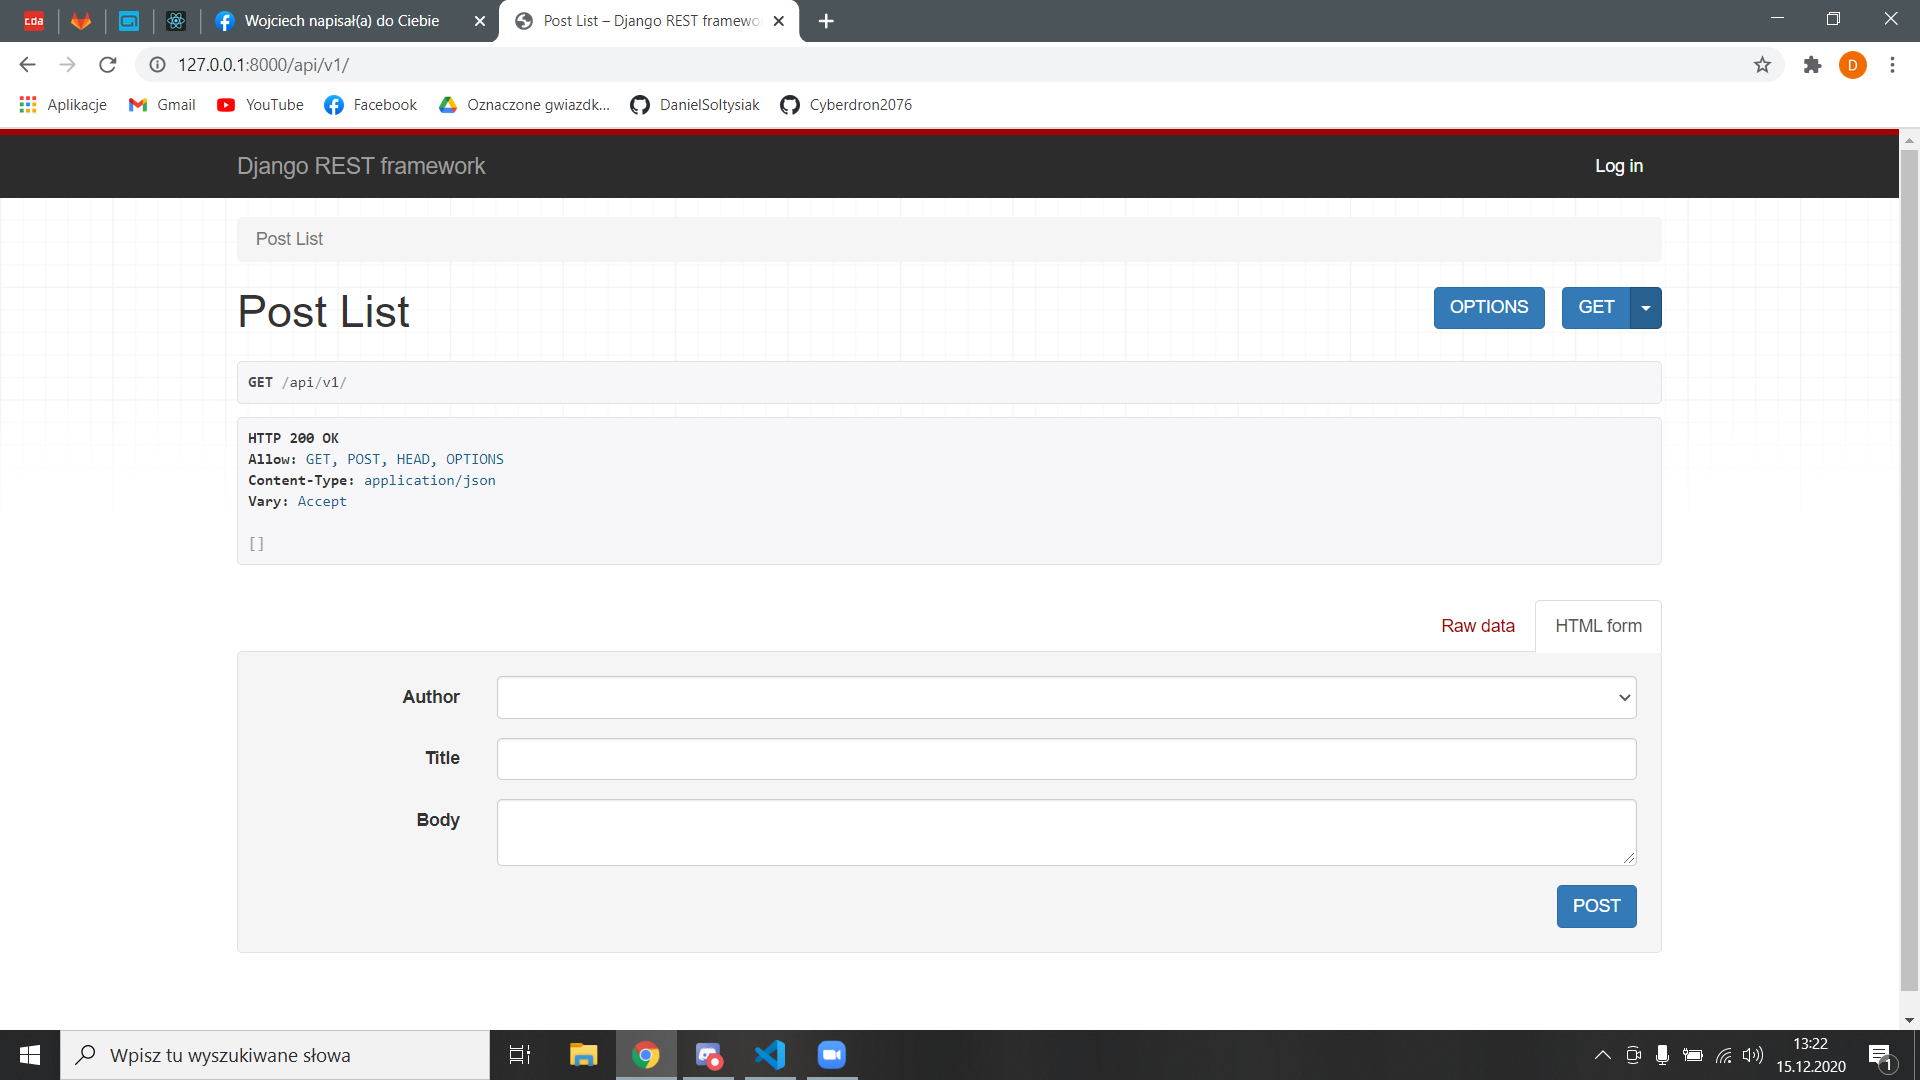 cda
Wojciech napisał(a) do Ciebie
Post List – Django REST framewo
127.0.0.1:8000/api/v1/
D
Aplikacje
Gmail
YouTube
Facebook
Oznaczone gwiazdk...
DanielSoltysiak
Cyberdron2076
Django REST framework
Log in
Post List
Post List
OPTIONS
GET
GET /api/v1/
HTTP 200 OK
Allow: GET, POST, HEAD, OPTIONS
Content-Type: application/json
Vary: Accept
[]
Raw data
HTML form
Author
Title
Body
POST
Wpisz tu wyszukiwane słowa
13:22
15.12.2020
1